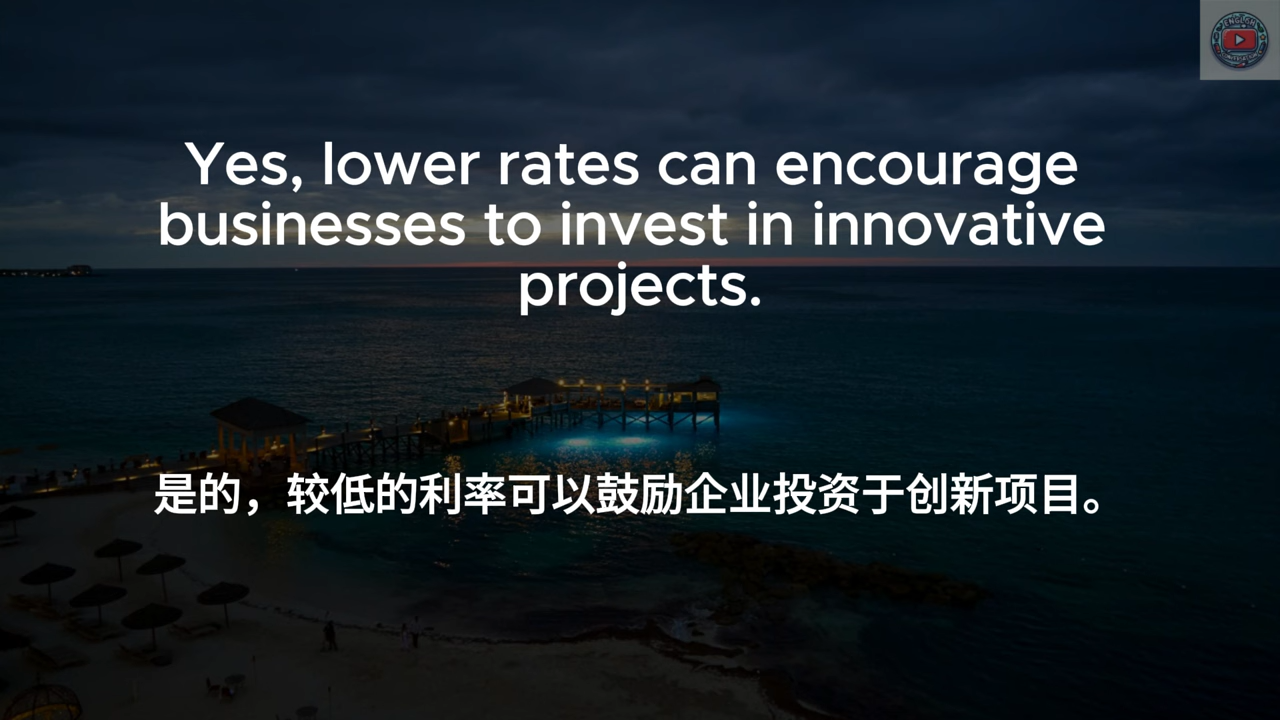 ENGLISH
Yes, lower rates can encourage
businesses to invest in innovative
projects.
是的，较低的利率可以鼓励企业投资于创新项目。